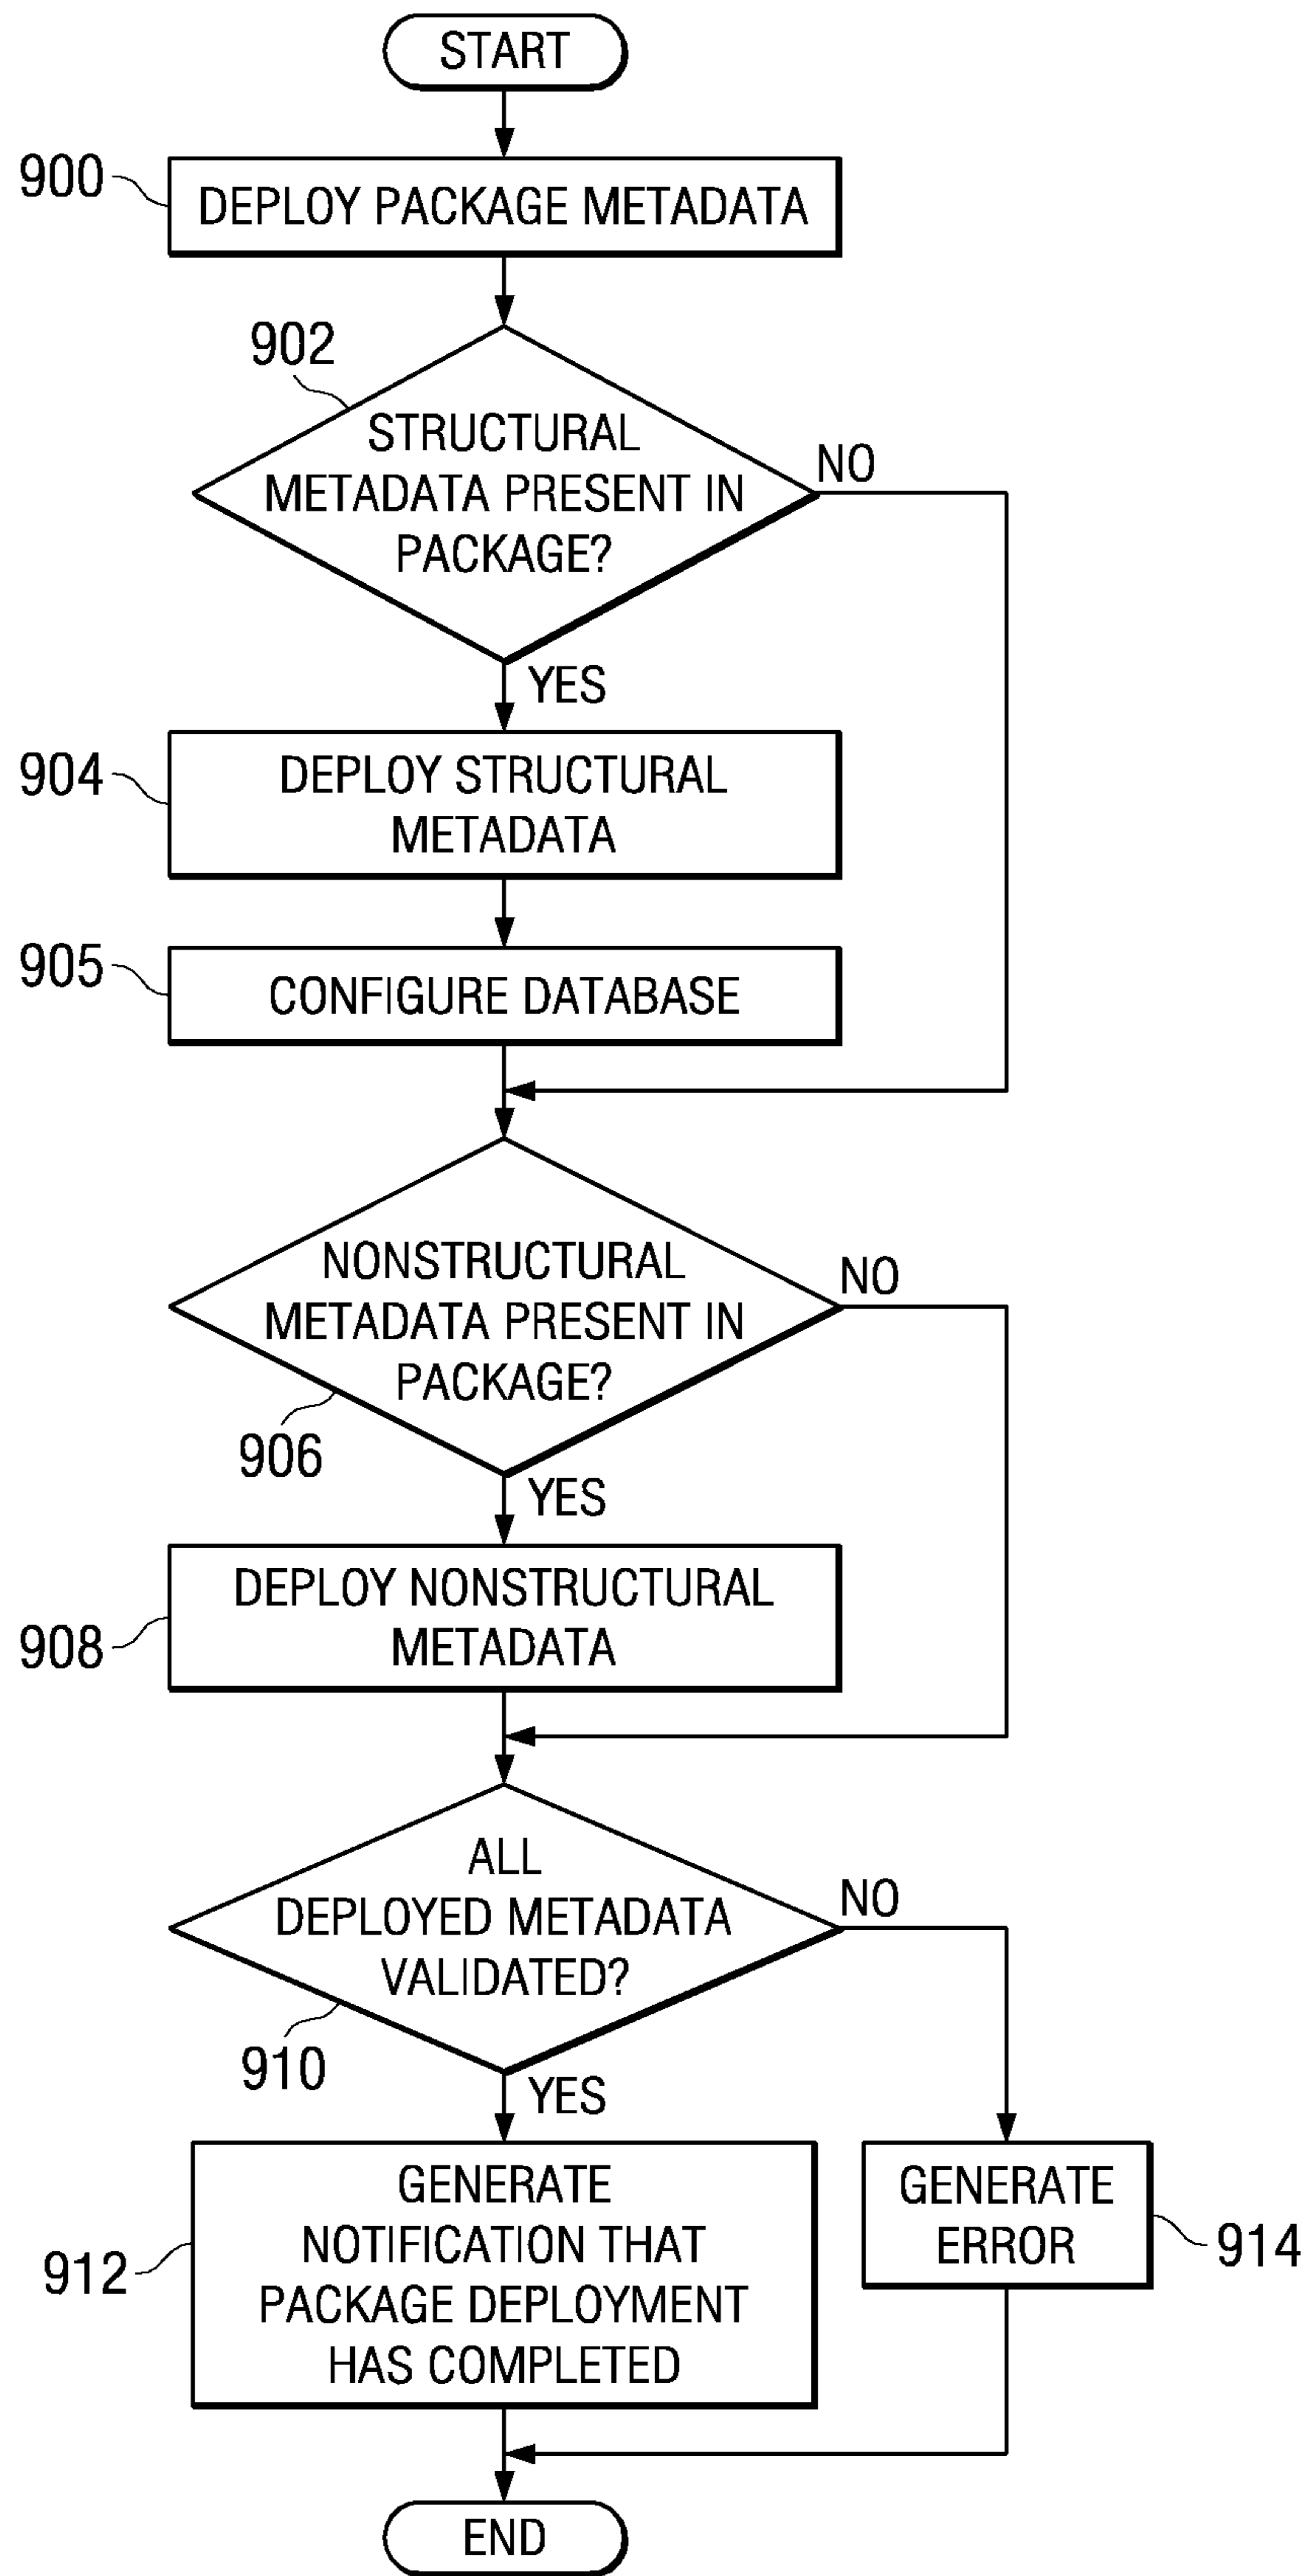 START
900
DEPLOY PACKAGE METADATA
902
STRUCTURAL
METADATA PRESENT IN
PACKAGE?
NO
YES
904
DEPLOY STRUCTURAL
METADATA
905
CONFIGURE DATABASE
NONSTRUCTURAL
METADATA PRESENT IN
PACKAGE?
NO
906
YES
DEPLOY NONSTRUCTURAL
METADATA
908
ALL
DEPLOYED METADATA
VALIDATED?
NO
910
YES
GENERATE
NOTIFICATION THAT
PACKAGE DEPLOYMENT
HAS COMPLETED
912
GENERATE
ERROR
914
END